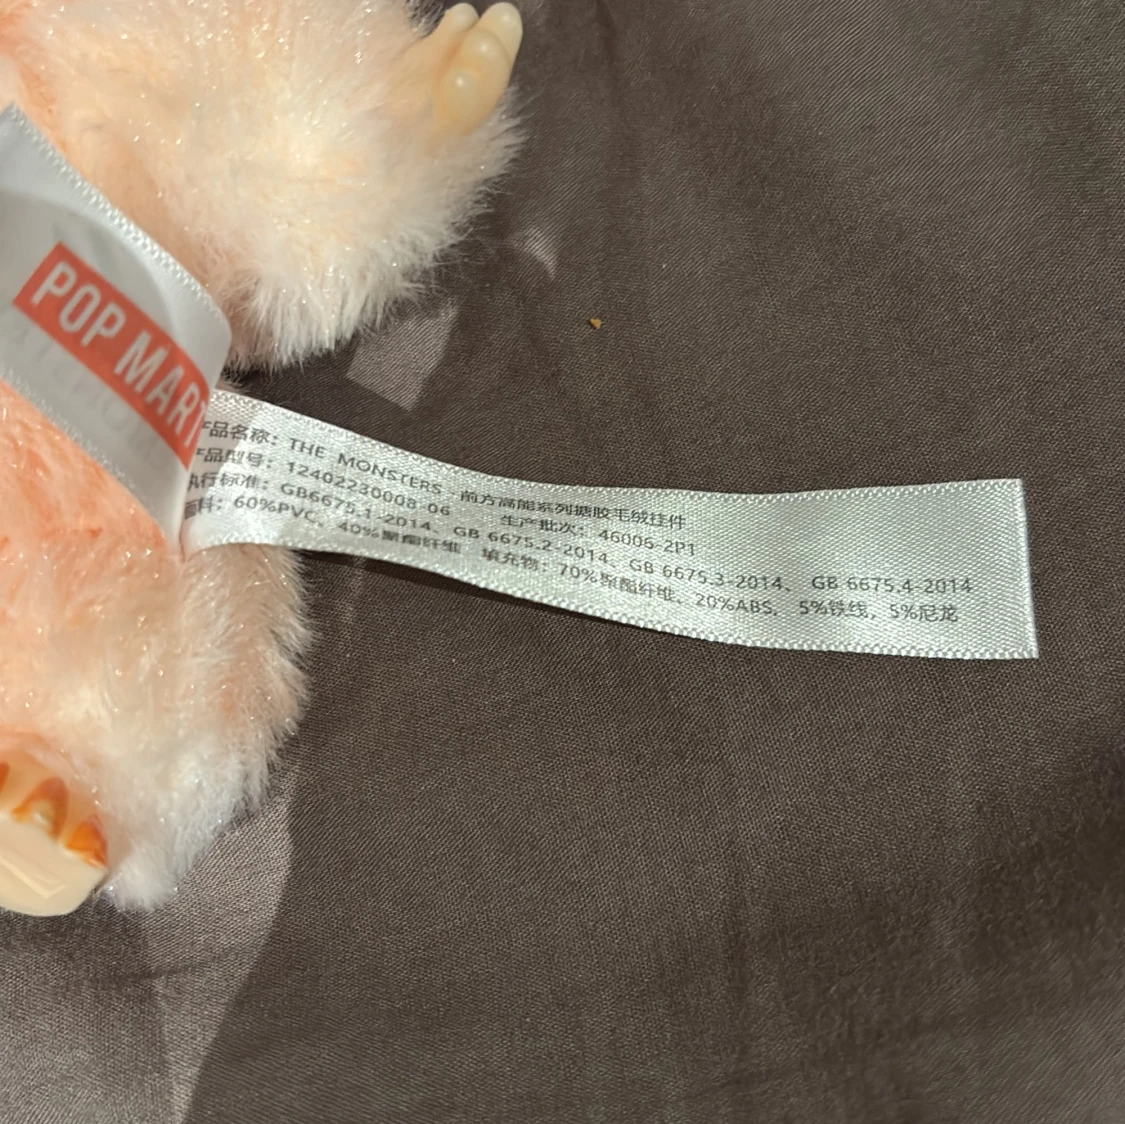 POP MART
产品名称：THE MONSTERS - 前方高能系列搪胶毛绒挂件
产品型号：12402230008-06 生产批次：46006-2P1
执行标准：GB6675.1-2014、GB 6675.2-2014、GB 6675.3-2014、GB 6675.4-2014
面料：60%PVC、40%聚酯纤维 填充物：70%聚酯纤维、20%ABS、5%铁线，5%尼龙